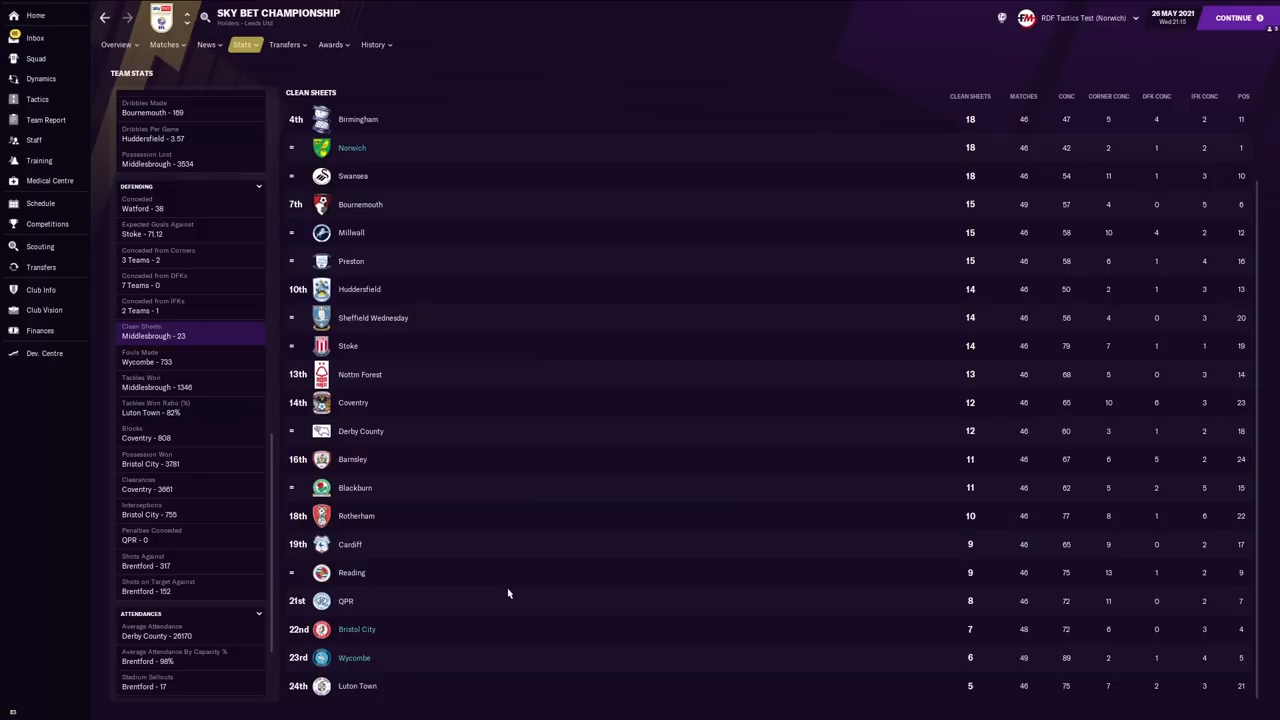 Home
Inbox
Squad
Dynamics
Tactics
Team Report
Staff
Training
Medical Centre
Schedule
Competitions
Scouting
Transfers
Club Info
Club Vision
Finances
Dev. Centre
SKY BET CHAMPIONSHIP
Holders - Leeds Utd
RDF Tactics Test (Norwich)
26 MAY 2021
Wed 21:15
CONTINUE
3
Overview
Matches
News
Stats
Transfers
Awards
History
TEAM STATS
Dribbles Made
Bournemouth - 169
Dribbles Per Game
Huddersfield - 3.57
Possession Lost
Middlesbrough - 3534
DEFENDING
Conceded
Watford - 38
Expected Goals Against
Stoke - 71.12
Conceded from Corners
3 Teams - 2
Conceded from DFKs
7 Teams - 0
Conceded from IFKs
2 Teams - 1
Clean Sheets
Middlesbrough - 23
Fouls Made
Wycombe - 733
Tackles Won
Middlesbrough - 1346
Tackles Won Ratio (%)
Luton Town - 82%
Blocks
Coventry - 808
Possession Won
Bristol City - 3781
Clearances
Coventry - 3661
Interceptions
Bristol City - 755
Penalties Conceded
QPR - 0
Shots Against
Brentford - 317
Shots on Target Against
Brentford - 152
ATTENDANCES
Average Attendance
Derby County - 26170
Average Attendance By Capacity %
Brentford - 98%
Stadium Sellouts
Brentford - 17
CLEAN SHEETS
CLEAN SHEETS MATCHES CONC CORNER CONC DFK CONC IFK CONC POS
4th Birmingham 18 46 47 5 4 2 11
= Norwich 18 46 42 2 1 2 1
= Swansea 18 46 54 11 1 3 10
7th Bournemouth 15 49 57 4 0 5 6
= Millwall 15 46 58 10 4 2 12
= Preston 15 46 58 6 1 4 16
10th Huddersfield 14 46 50 2 1 3 13
= Sheffield Wednesday 14 46 56 4 0 3 20
= Stoke 14 46 79 7 1 1 19
13th Nottm Forest 13 46 68 5 0 3 14
14th Coventry 12 46 65 10 6 3 23
= Derby County 12 46 60 3 1 2 18
16th Barnsley 11 46 67 6 5 2 24
= Blackburn 11 46 62 5 2 5 15
18th Rotherham 10 46 77 8 1 6 22
19th Cardiff 9 46 65 9 0 2 17
= Reading 9 46 75 13 1 2 9
21st QPR 8 46 72 11 0 2 7
22nd Bristol City 7 48 72 6 0 3 4
23rd Wycombe 6 49 89 2 1 4 5
24th Luton Town 5 46 75 7 2 3 21